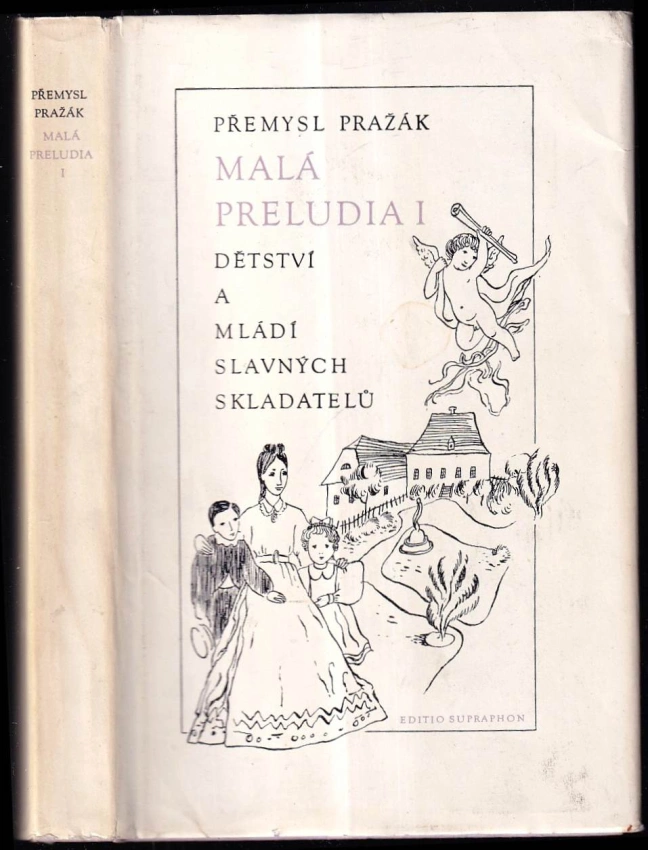 PŘEMYSL
PRAŽÁK
MALÁ
PRELUDIA
I
PŘEMYSL PRAŽÁK
MALÁ
PRELUDIA I
DĚTSTVÍ
A
MLÁDÍ
SLAVNÝCH
SKLADATELŮ
EDITIO SUPRAPHON